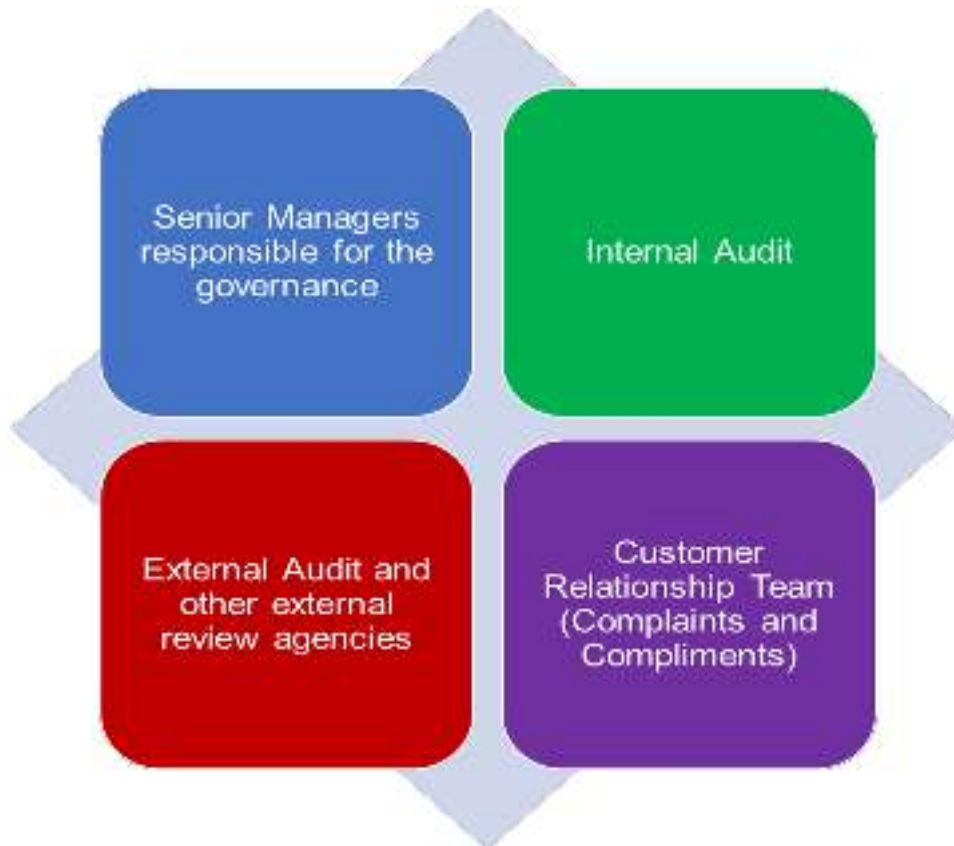 Senior Managers
responsible for the
governance
Internal Audit
External Audit and
other external
review agencies
Customer
Relationship Team
(Complaints and
Compliments)